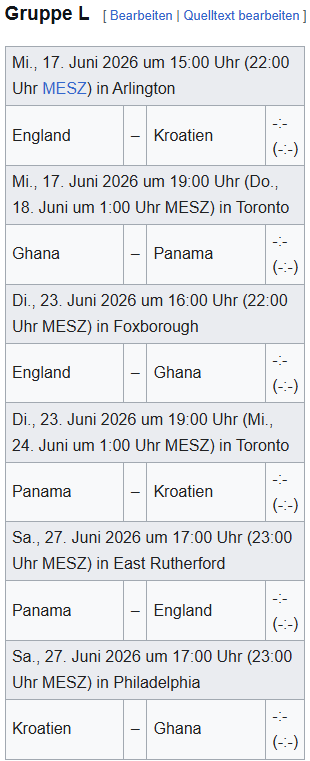 Gruppe L [ Bearbeiten | Quelltext bearbeiten ]
Mi., 17. Juni 2026 um 15:00 Uhr (22:00
Uhr MESZ) in Arlington
England – Kroatien -:- (-:-)
Mi., 17. Juni 2026 um 19:00 Uhr (Do.,
18. Juni um 1:00 Uhr MESZ) in Toronto
Ghana – Panama -:- (-:-)
Di., 23. Juni 2026 um 16:00 Uhr (22:00
Uhr MESZ) in Foxborough
England – Ghana -:- (-:-)
Di., 23. Juni 2026 um 19:00 Uhr (Mi.,
24. Juni um 1:00 Uhr MESZ) in Toronto
Panama – Kroatien -:- (-:-)
Sa., 27. Juni 2026 um 17:00 Uhr (23:00
Uhr MESZ) in East Rutherford
Panama – England -:- (-:-)
Sa., 27. Juni 2026 um 17:00 Uhr (23:00
Uhr MESZ) in Philadelphia
Kroatien – Ghana -:- (-:-)